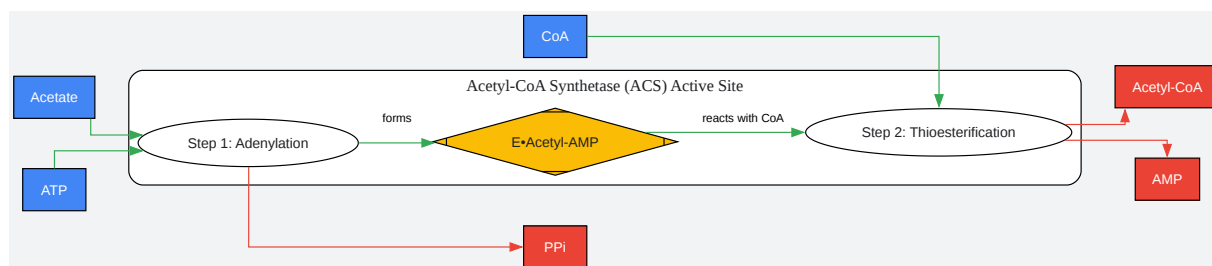 CoA
Acetyl-CoA Synthetase (ACS) Active Site
Acetate
Acetyl-CoA
forms
reacts with CoA
Step 1: Adenylation
E•Acetyl-AMP
Step 2: Thioesterification
ATP
AMP
PPi